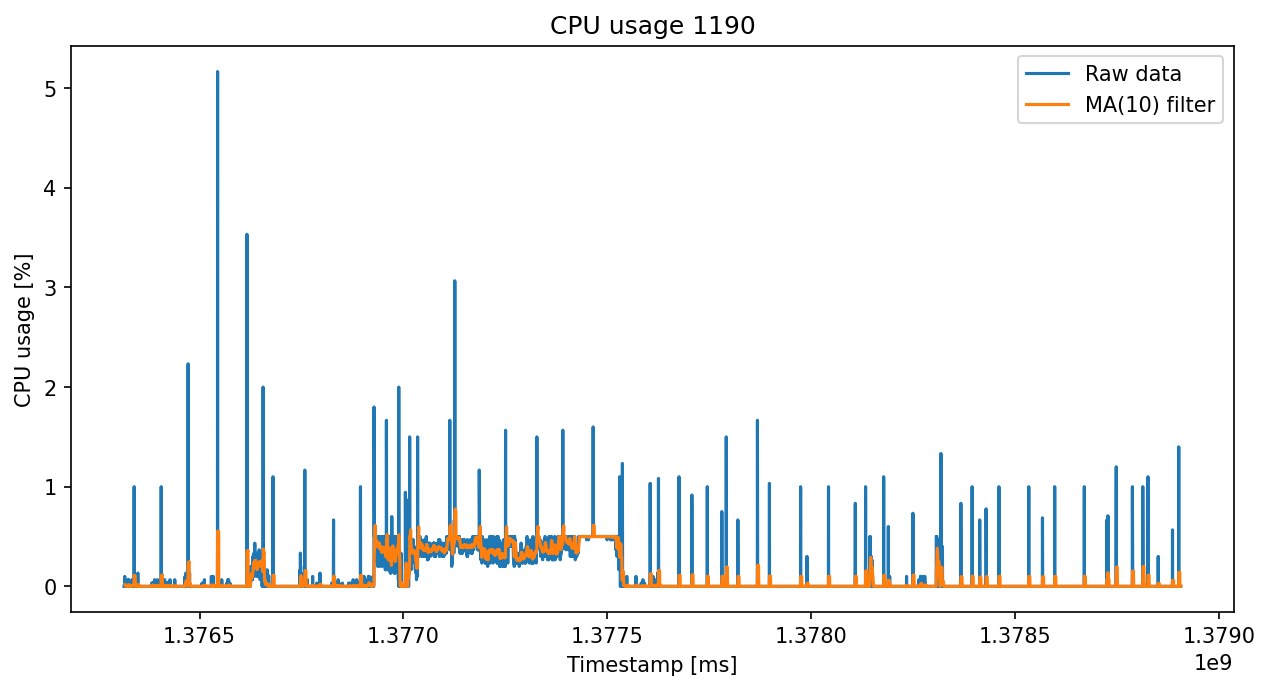 CPU usage 1190
Raw data
MA(10) filter
CPU usage [%]
5
4
3
2
1
0
1.3765
1.3770
1.3775
1.3780
1.3785
1.3790
1e9
Timestamp [ms]